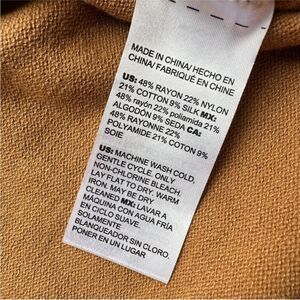 MADE IN CHINA/ HECHO EN
CHINA/ FABRIQUÉ EN CHINE
US: 48% RAYON 22% NYLON
21% COTTON 9% SILK MX:
48% rayón 22% poliamida 21%
ALGODÓN 9% SEDA CA:
48% RAYONNE 22%
POLYAMIDE 21% COTON 9%
SOIE
US: MACHINE WASH COLD,
GENTLE CYCLE. ONLY
NON-CHLORINE BLEACH.
LAY FLAT TO DRY. WARM
IRON. MAY BE DRY
CLEANED MX: LAVAR A
MAQUINA CON AGUA FRÍA
EN CICLO SUAVE.
SOLAMENTE
BLANQUEADOR SIN CLORO.
PONER EN UN LUGAR